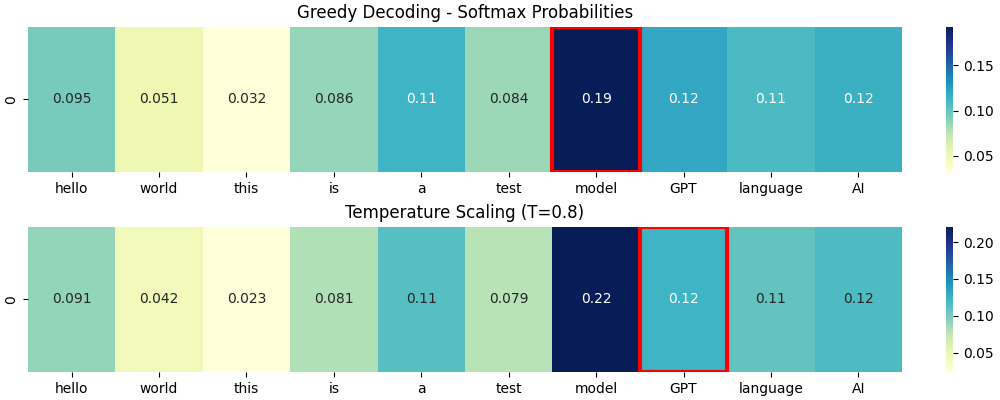 Greedy Decoding - Softmax Probabilities
0
0.095 0.051 0.032 0.086 0.11 0.084 0.19 0.12 0.11 0.12
hello world this is a test model GPT language AI
0.15
0.10
0.05
Temperature Scaling (T=0.8)
0
0.091 0.042 0.023 0.081 0.11 0.079 0.22 0.12 0.11 0.12
hello world this is a test model GPT language AI
0.20
0.15
0.10
0.05